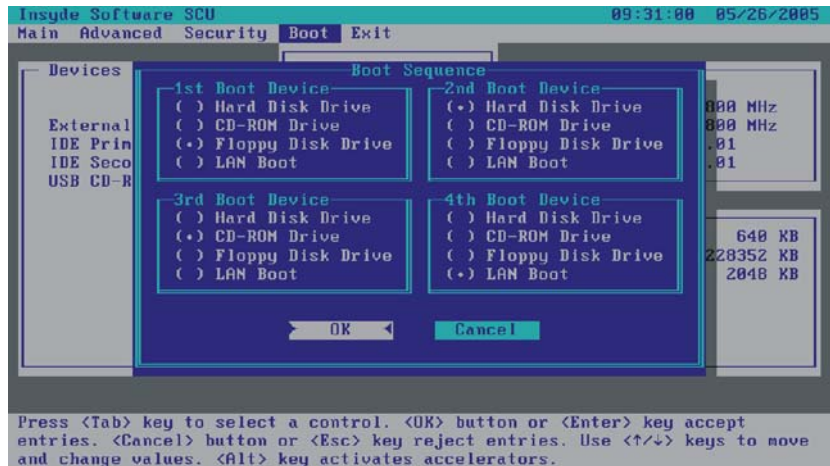 Insyde Software SCU 09:31:00 05/26/2005
Main Advanced Security Boot Exit
Devices
Boot Sequence
1st Boot Device
( ) Hard Disk Drive
( ) CD-ROM Drive
(•) Floppy Disk Drive
( ) LAN Boot
2nd Boot Device
(•) Hard Disk Drive
( ) CD-ROM Drive
( ) Floppy Disk Drive
( ) LAN Boot
3rd Boot Device
( ) Hard Disk Drive
(•) CD-ROM Drive
( ) Floppy Disk Drive
( ) LAN Boot
4th Boot Device
( ) Hard Disk Drive
( ) CD-ROM Drive
( ) Floppy Disk Drive
(•) LAN Boot
OK Cancel
External
IDE Prim
IDE Seco
USB CD-R
800 MHz
800 MHz
.01
.01
640 KB
228352 KB
2048 KB
Press <Tab> key to select a control. <OK> button or <Enter> key accept
entries. <Cancel> button or <Esc> key reject entries. Use <↑/↓> keys to move
and change values. <Alt> key activates accelerators.